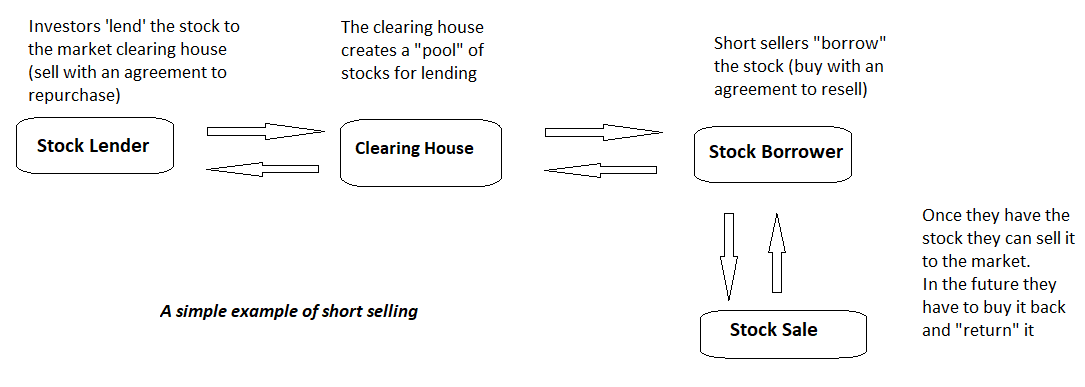 Investors 'lend' the stock to
the market clearing house
(sell with an agreement to
repurchase)
The clearing house
creates a "pool" of
stocks for lending
Short sellers "borrow"
the stock (buy with an
agreement to resell)
Stock Lender
Clearing House
Stock Borrower
Once they have the
stock they can sell it
to the market.
In the future they
have to buy it back
and "return" it
A simple example of short selling
Stock Sale